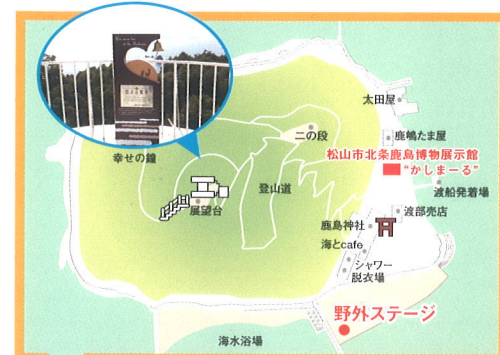 太田屋
二の段
鹿嶋たま屋
松山市北条鹿島博物展示館
“かしまーる”
幸せの鐘
渡船発着場
登山道
展望台
渡部売店
鹿島神社
海とcafe
シャワー
脱衣場
野外ステージ
海水浴場